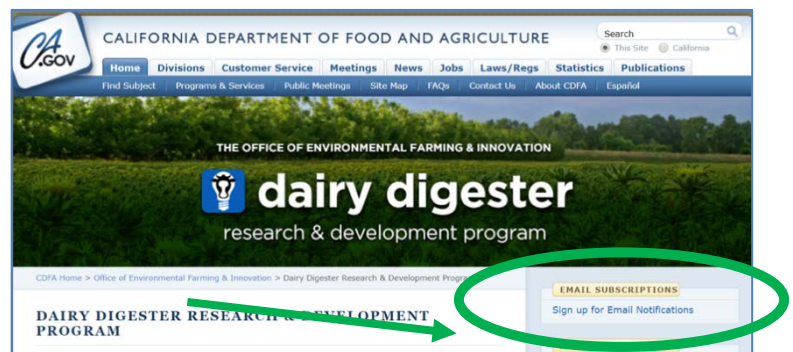 CA
.GOV
CALIFORNIA DEPARTMENT OF FOOD AND AGRICULTURE
Search
This Site California
Home Divisions Customer Service Meetings News Jobs Laws/Regs Statistics Publications
Find Subject Programs & Services Public Meetings Site Map FAQs Contact Us About CDFA Español
THE OFFICE OF ENVIRONMENTAL FARMING & INNOVATION
dairy digester
research & development program
CDFA Home > Office of Environmental Farming & Innovation > Dairy Digester Research & Development
EMAIL SUBSCRIPTIONS
Sign up for Email Notifications
DAIRY DIGESTER RESEARCH & DEVELOPMENT
PROGRAM